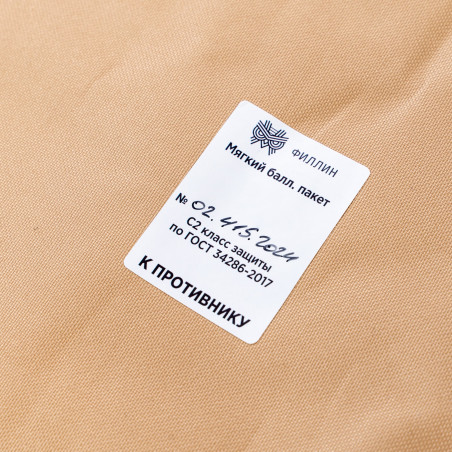 ФИЛЛИН
Мягкий балл. пакет
№ 02. 415.2024
С2 класс защиты
по ГОСТ 34286-2017
К ПРОТИВНИКУ